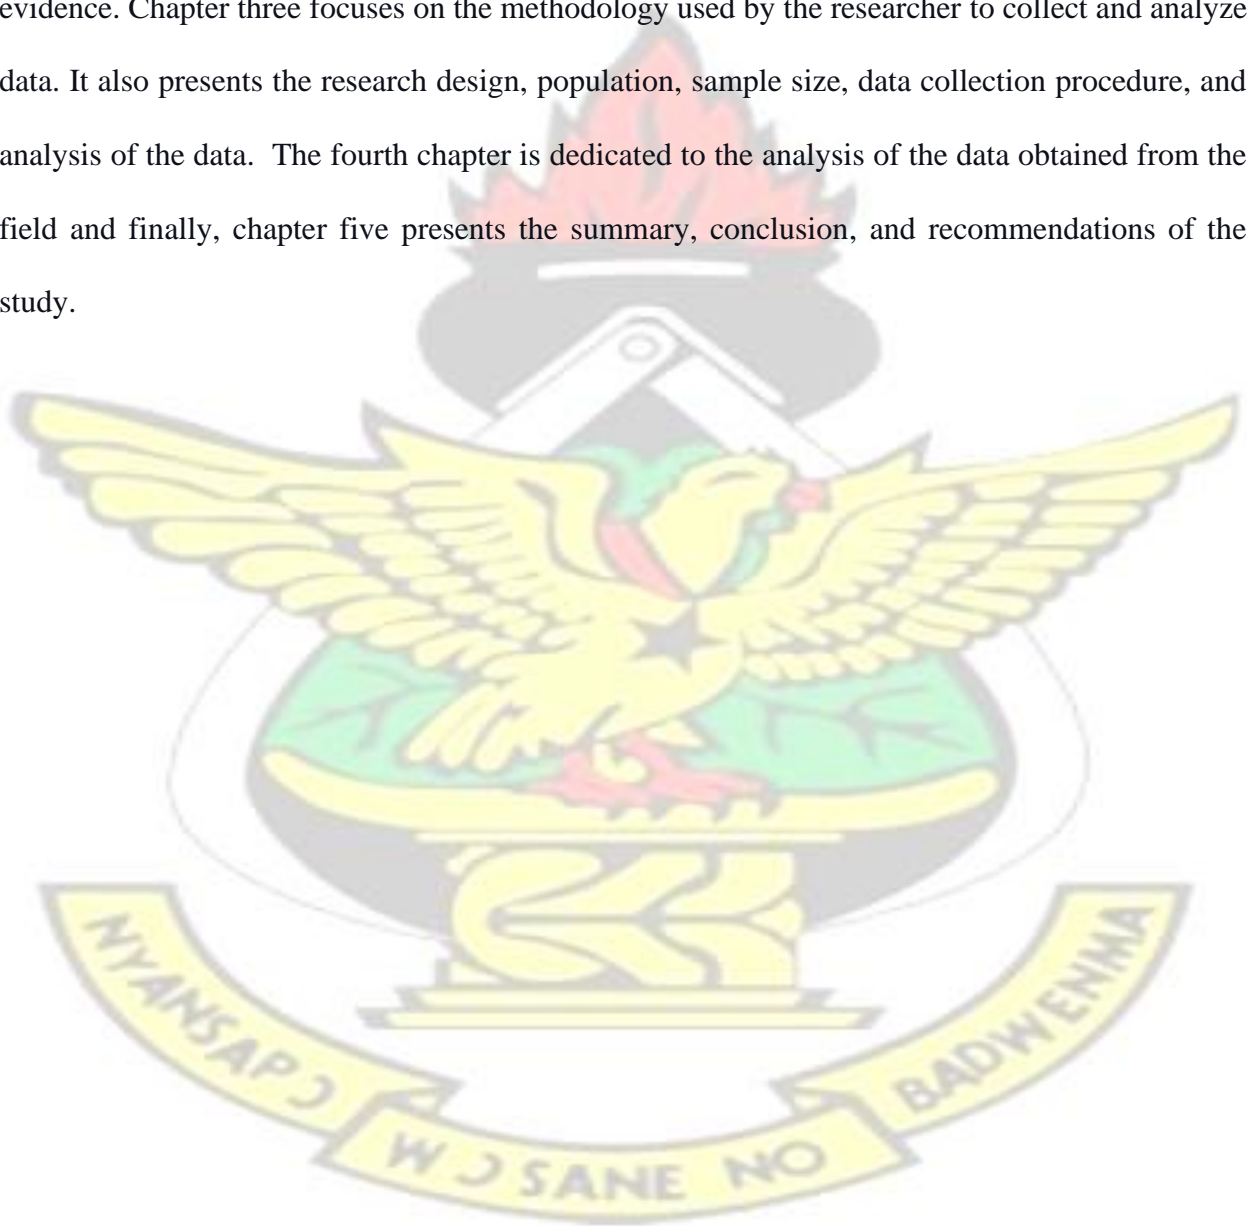 evidence. Chapter three focuses on the methodology used by the researcher to collect and analyze
data. It also presents the research design, population, sample size, data collection procedure, and
analysis of the data.  The fourth chapter is dedicated to the analysis of the data obtained from the
field and finally, chapter five presents the summary, conclusion, and recommendations of the
study.
NYANSAPƆ WƆSANE NO BADWENMA